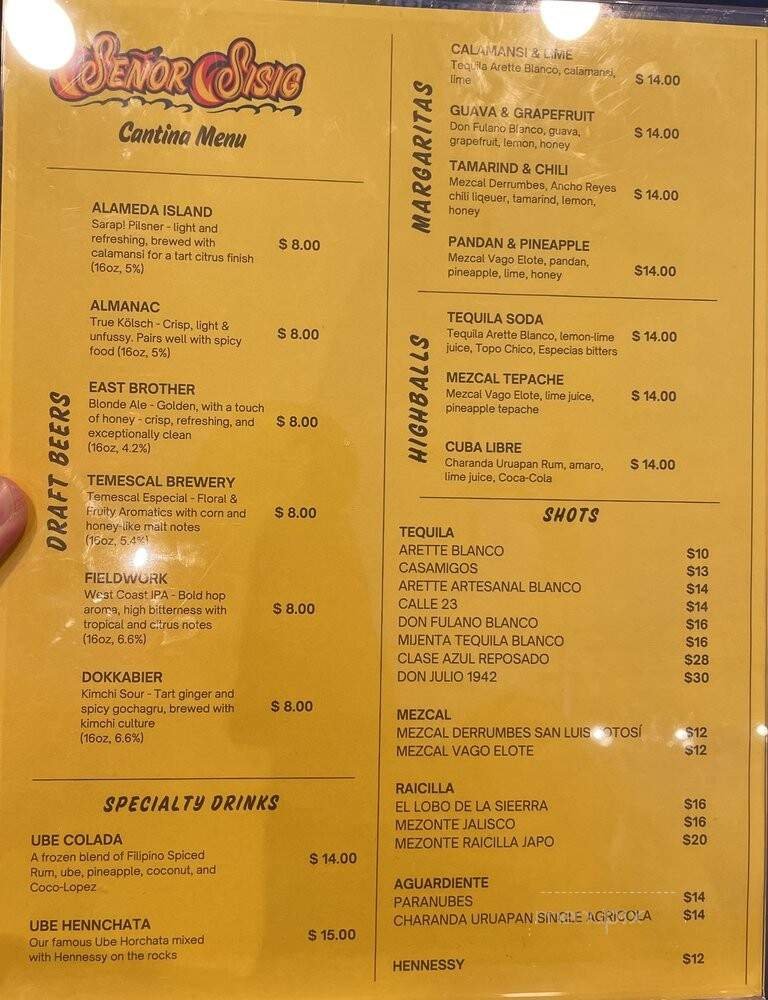 SEÑOR SISIG
Cantina Menu
DRAFT BEERS
ALAMEDA ISLAND
Sarap! Pilsner - light and
refreshing, brewed with
calamansi for a tart citrus finish
(16oz, 5%)
$ 8.00
ALMANAC
True Kölsch - Crisp, light &
unfussy. Pairs well with spicy
food (16oz, 5%)
$ 8.00
EAST BROTHER
Blonde Ale - Golden, with a touch
of honey - crisp, refreshing, and
exceptionally clean
(16oz, 4.2%)
$ 8.00
TEMESCAL BREWERY
Temescal Especial - Floral &
Fruity Aromatics with corn and
honey-like malt notes
(16oz, 5.4%)
$ 8.00
FIELDWORK
West Coast IPA - Bold hop
aroma, high bitterness with
tropical and citrus notes
(16oz, 6.6%)
$ 8.00
DOKKABIER
Kimchi Sour - Tart ginger and
spicy gochagru, brewed with
kimchi culture
(16oz, 6.6%)
$ 8.00
SPECIALTY DRINKS
UBE COLADA
A frozen blend of Filipino Spiced
Rum, ube, pineapple, coconut, and
Coco-Lopez
$ 14.00
UBE HENNCHATA
Our famous Ube Horchata mixed
with Hennessy on the rocks
$ 15.00
MARGARITAS
CALAMANSI & LIME
Tequila Arette Blanco, calamansi,
lime
$ 14.00
GUAVA & GRAPEFRUIT
Don Fulano Blanco, guava,
grapefruit, lemon, honey
$ 14.00
TAMARIND & CHILI
Mezcal Derrumbes, Ancho Reyes
chili liqeuer, tamarind, lemon,
honey
$ 14.00
PANDAN & PINEAPPLE
Mezcal Vago Elote, pandan,
pineapple, lime, honey
$14.00
HIGHBALLS
TEQUILA SODA
Tequila Arette Blanco, lemon-lime
juice, Topo Chico, Especias bitters
$ 14.00
MEZCAL TEPACHE
Mezcal Vago Elote, lime juice,
pineapple tepache
$ 14.00
CUBA LIBRE
Charanda Uruapan Rum, amaro,
lime juice, Coca-Cola
$ 14.00
SHOTS
TEQUILA
ARETTE BLANCO $10
CASAMIGOS $13
ARETTE ARTESANAL BLANCO $14
CALLE 23 $14
DON FULANO BLANCO $16
MIJENTA TEQUILA BLANCO $16
CLASE AZUL REPOSADO $28
DON JULIO 1942 $30
MEZCAL
MEZCAL DERRUMBES SAN LUIS POTOSÍ $12
MEZCAL VAGO ELOTE $12
RAICILLA
EL LOBO DE LA SIEERRA $16
MEZONTE JALISCO $16
MEZONTE RAICILLA JAPO $20
AGUARDIENTE
PARANUBES $14
CHARANDA URUAPAN SINGLE AGRICOLA $14
HENNESSY $12